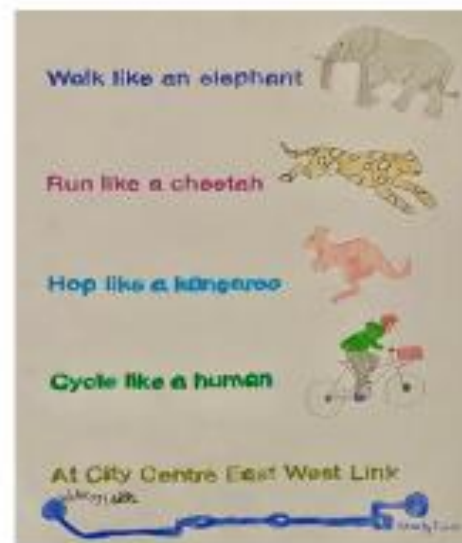 Walk like an elephant
Run like a cheetah
Hop like a kangaroo
Cycle like a human
At City Centre East West Link